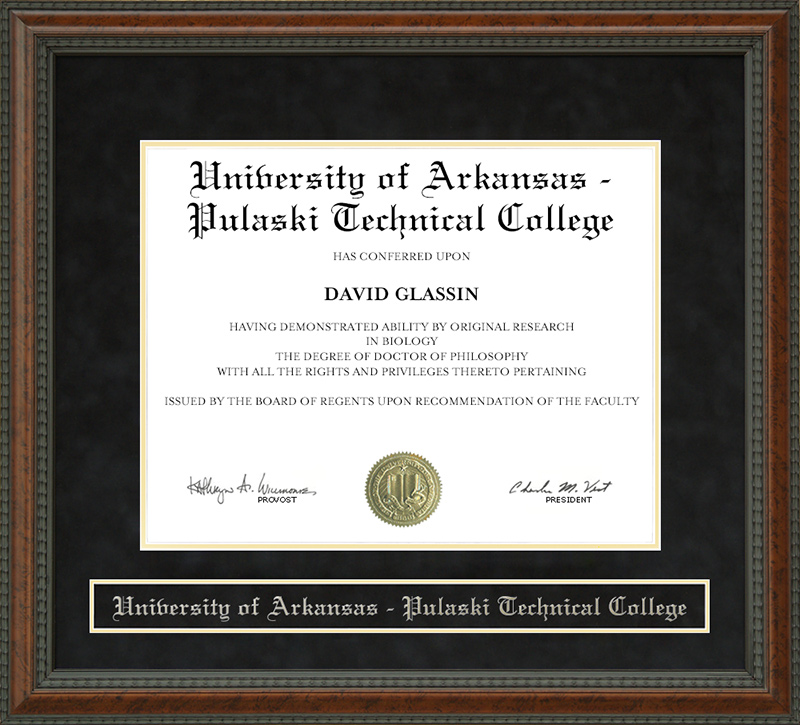 University of Arkansas -
Pulaski Technical College
HAS CONFERRED UPON
DAVID GLASSIN
HAVING DEMONSTRATED ABILITY BY ORIGINAL RESEARCH
IN BIOLOGY
THE DEGREE OF DOCTOR OF PHILOSOPHY
WITH ALL THE RIGHTS AND PRIVILEGES THERETO PERTAINING
ISSUED BY THE BOARD OF REGENTS UPON RECOMMENDATION OF THE FACULTY
PROVOST
Charles M. Vest
PRESIDENT
University of Arkansas - Pulaski Technical College